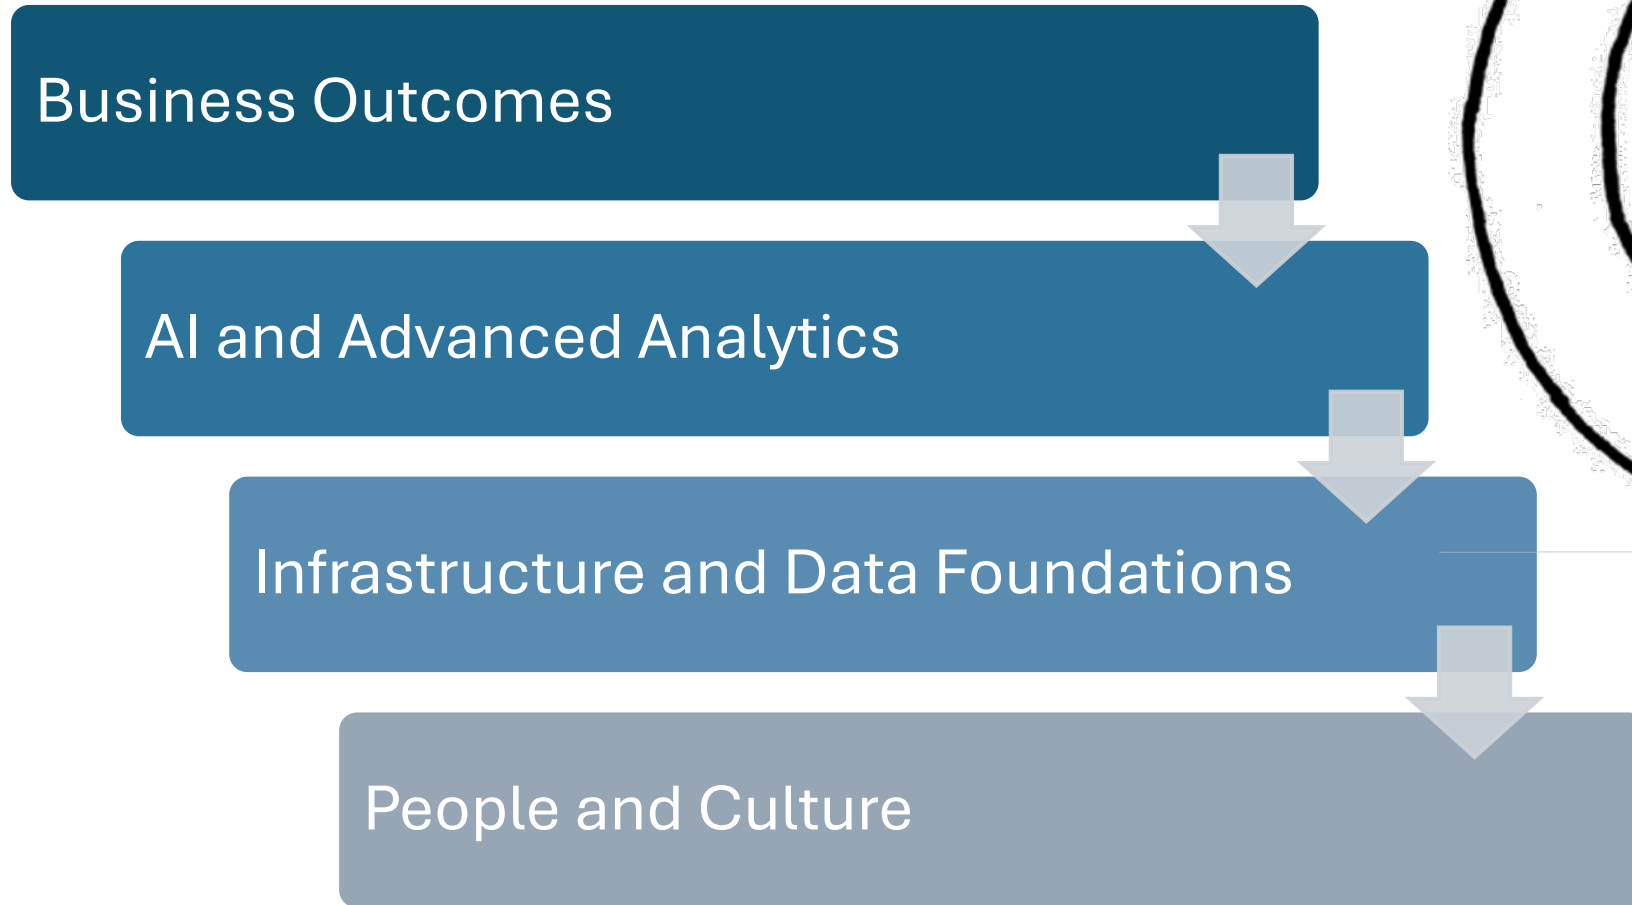 Business Outcomes
AI and Advanced Analytics
Infrastructure and Data Foundations
People and Culture